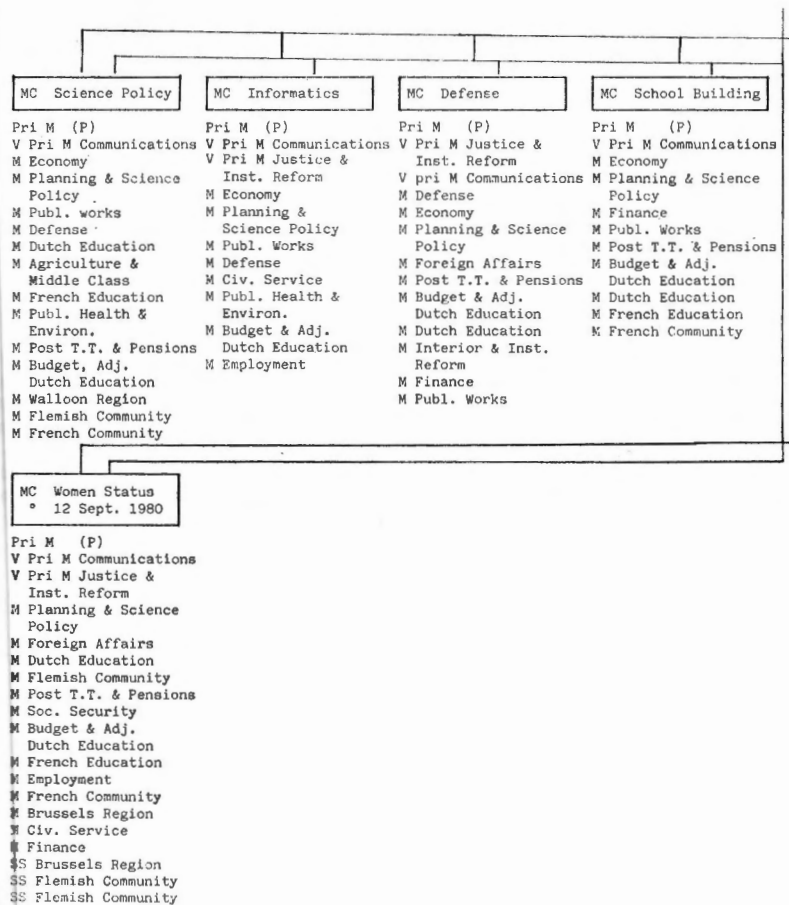 MC Science Policy
Pri M (P)
V Pri M Communications
M Economy
M Planning & Science
Policy
M Publ. works
M Defense
M Dutch Education
M Agriculture &
Middle Class
M French Education
M Publ. Health &
Environ.
M Post T.T. & Pensions
M Budget, Adj.
Dutch Education
M Walloon Region
M Flemish Community
M French Community
MC Informatics
Pri M (P)
V Pri M Communications
V Pri M Justice &
Inst. Reform
M Economy
M Planning &
Science Policy
M Publ. Works
M Defense
M Civ. Service
M Publ. Health &
Environ.
M Budget & Adj.
Dutch Education
M Employment
MC Defense
Pri M (P)
V Pri M Justice &
Inst. Reform
V pri M Communications
M Defense
M Economy
M Planning & Science
Policy
M Foreign Affairs
M Post T.T. & Pensions
M Budget & Adj.
Dutch Education
M Dutch Education
M Interior & Inst.
Reform
M Finance
M Publ. Works
MC School Building
Pri M (P)
V Pri M Communications
M Economy
M Planning & Science
Policy
M Finance
M Publ. Works
M Post T.T. & Pensions
M Budget & Adj.
Dutch Education
M Dutch Education
M French Education
M French Community
MC Women Status
° 12 Sept. 1980
Pri M (P)
V Pri M Communications
V Pri M Justice &
Inst. Reform
M Planning & Science
Policy
M Foreign Affairs
M Dutch Education
M Flemish Community
M Post T.T. & Pensions
M Soc. Security
M Budget & Adj.
Dutch Education
M French Education
M Employment
M French Community
M Brussels Region
M Civ. Service
M Finance
SS Brussels Region
SS Flemish Community
SS Flemish Community